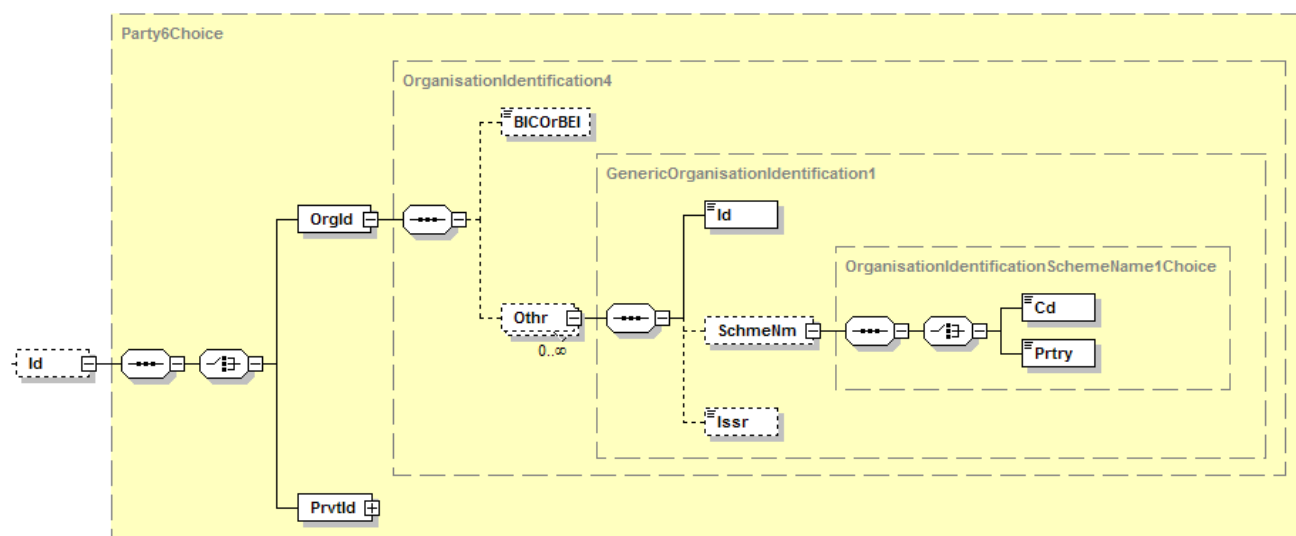 Party6Choice
OrganisationIdentification4
BICOrBEI
GenericOrganisationIdentification1
Id
OrgId
OrganisationIdentificationSchemeName1Choice
Cd
Othr
SchmeNm
0..∞
Prtry
Id
Issr
PrvtId